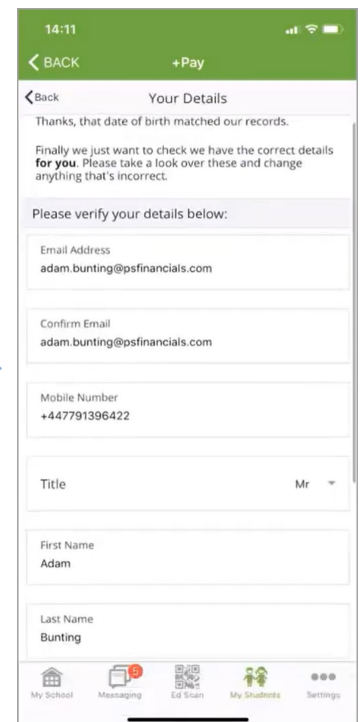 14:11
BACK
+Pay
Back
Your Details
Thanks, that date of birth matched our records.
Finally we just want to check we have the correct details
for you. Please take a look over these and change
anything that's incorrect.
Please verify your details below:
Email Address
adam.bunting@psfinancials.com
Confirm Email
adam.bunting@psfinancials.com
Mobile Number
+447791396422
Title
Mr
First Name
Adam
Last Name
Bunting
5
My School
Messaging
Ed Scan
My Students
Settings